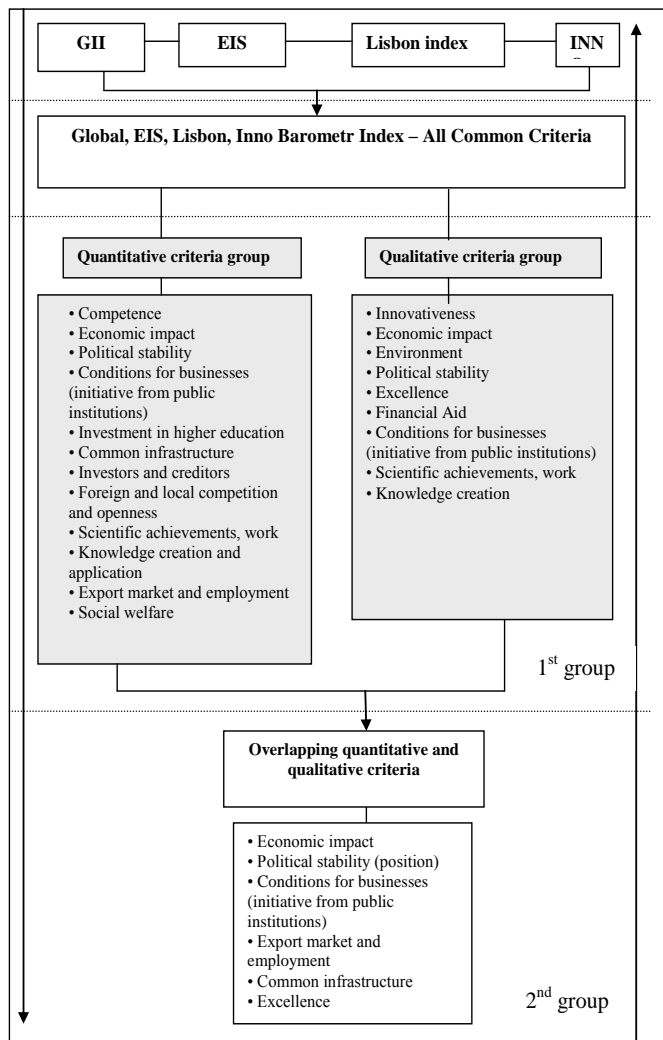 GII
EIS
Lisbon index
INN
Global, EIS, Lisbon, Inno Barometr Index – All Common Criteria
Quantitative criteria group
• Competence
• Economic impact
• Political stability
• Conditions for businesses
(initiative from public
institutions)
• Investment in higher education
• Common infrastructure
• Investors and creditors
• Foreign and local competition
and openness
• Scientific achievements, work
• Knowledge creation and
application
• Export market and employment
• Social welfare
Qualitative criteria group
• Innovativeness
• Economic impact
• Environment
• Political stability
• Excellence
• Financial Aid
• Conditions for businesses
(initiative from public institutions)
• Scientific achievements, work
• Knowledge creation
1st group
Overlapping quantitative and
qualitative criteria
• Economic impact
• Political stability (position)
• Conditions for businesses
(initiative from public
institutions)
• Export market and
employment
• Common infrastructure
• Excellence
2nd group